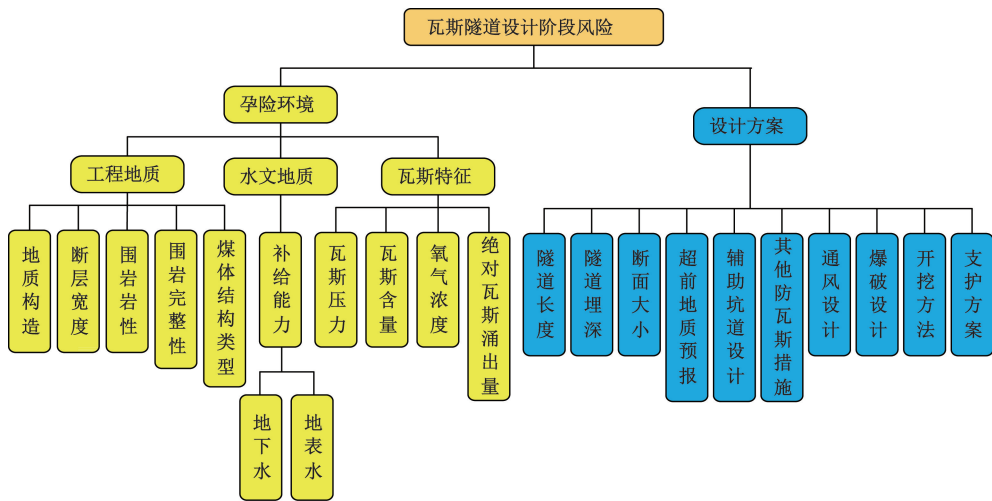 瓦斯隧道设计阶段风险
孕险环境
设计方案
工程地质
水文地质
瓦斯特征
地质构造
断层宽度
围岩岩性
围岩完整性
煤体结构类型
补给能力
瓦斯压力
瓦斯含量
氧气浓度
绝对瓦斯涌出量
隧道长度
隧道埋深
断面大小
超前地质预报
辅助坑道设计
其他防瓦斯措施
通风设计
爆破设计
开挖方法
支护方案
地下水
地表水